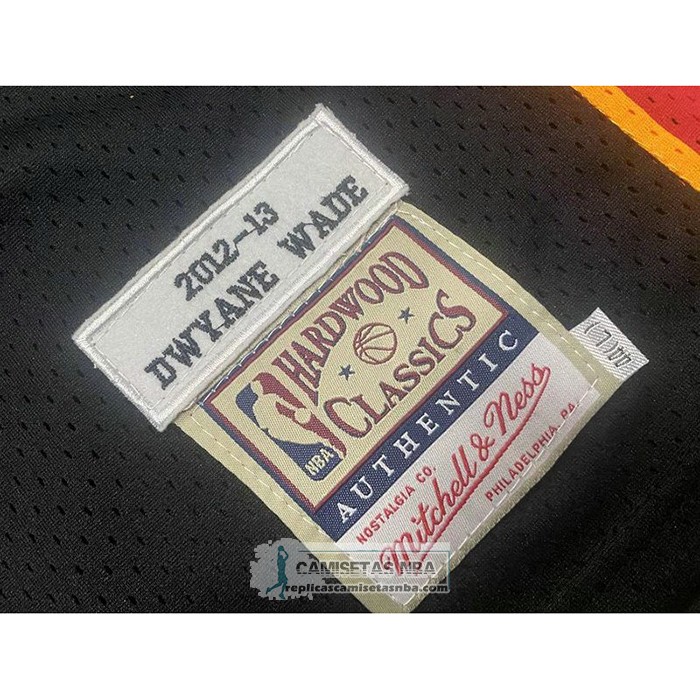 2012-13
DWYANE WADE
HARDWOOD
CLASSICS
NBA
AUTHENTIC
NOSTALGIA CO.
Mitchell & Ness
PHILADELPHIA, PA.
CAMISETAS NBA
replicascamisetasnba.com